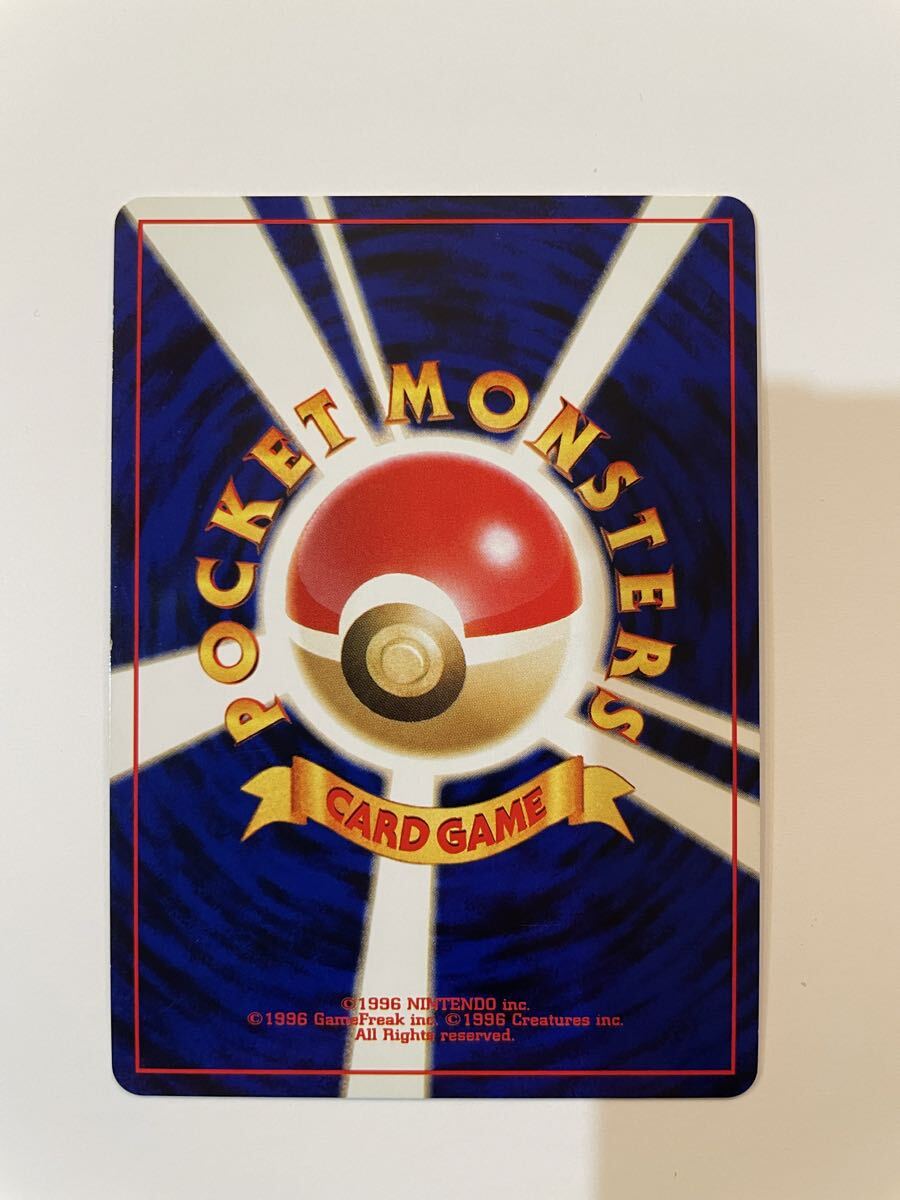 POCKET MONSTERS
CARD GAME
©1996 NINTENDO inc.
©1996 GameFreak inc. ©1996 Creatures inc.
All Rights reserved.